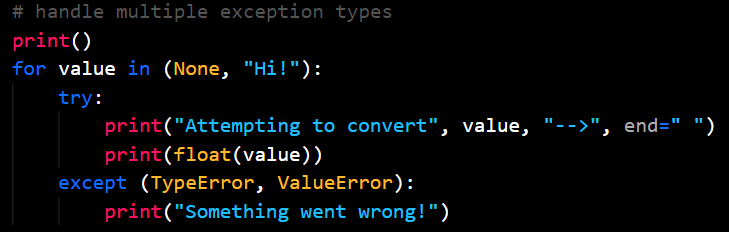 # handle multiple exception types
print()
for value in (None, "Hi!"):
    try:
        print("Attempting to convert", value, "-->", end=" ")
        print(float(value))
    except (TypeError, ValueError):
        print("Something went wrong!")